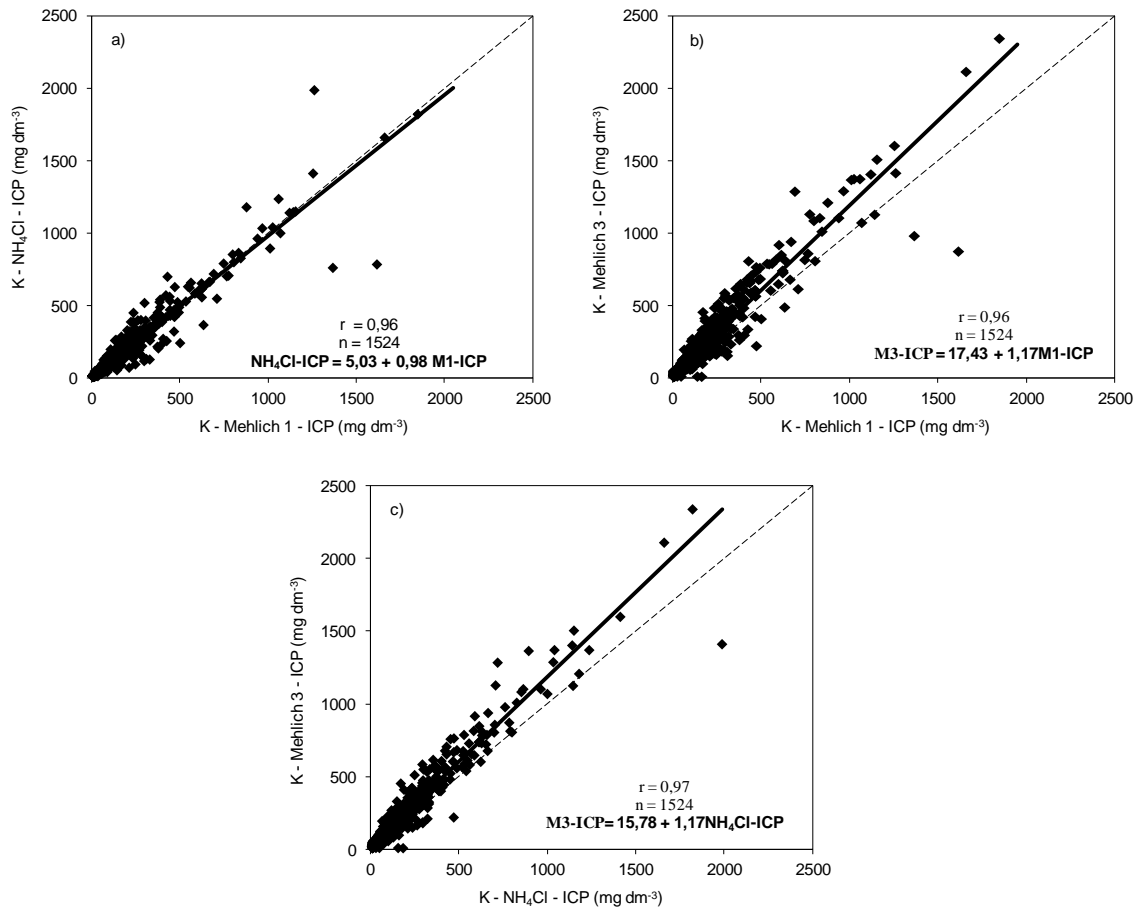 a)
2500
2000
1500
1000
500
0
K - NH₄Cl - ICP (mg dm⁻³)
r = 0,96
n = 1524
NH₄Cl-ICP = 5,03 + 0,98 M1-ICP
0 500 1000 1500 2000 2500
K - Mehlich 1 - ICP (mg dm⁻³)
b)
2500
2000
1500
1000
500
0
K - Mehlich 3 - ICP (mg dm⁻³)
r = 0,96
n = 1524
M3-ICP = 17,43 + 1,17M1-ICP
0 500 1000 1500 2000 2500
K - Mehlich 1 - ICP (mg dm⁻³)
c)
2500
2000
1500
1000
500
0
K - Mehlich 3 - ICP (mg dm⁻³)
r = 0,97
n = 1524
M3-ICP= 15,78 + 1,17NH₄Cl-ICP
0 500 1000 1500 2000 2500
K - NH₄Cl - ICP (mg dm⁻³)